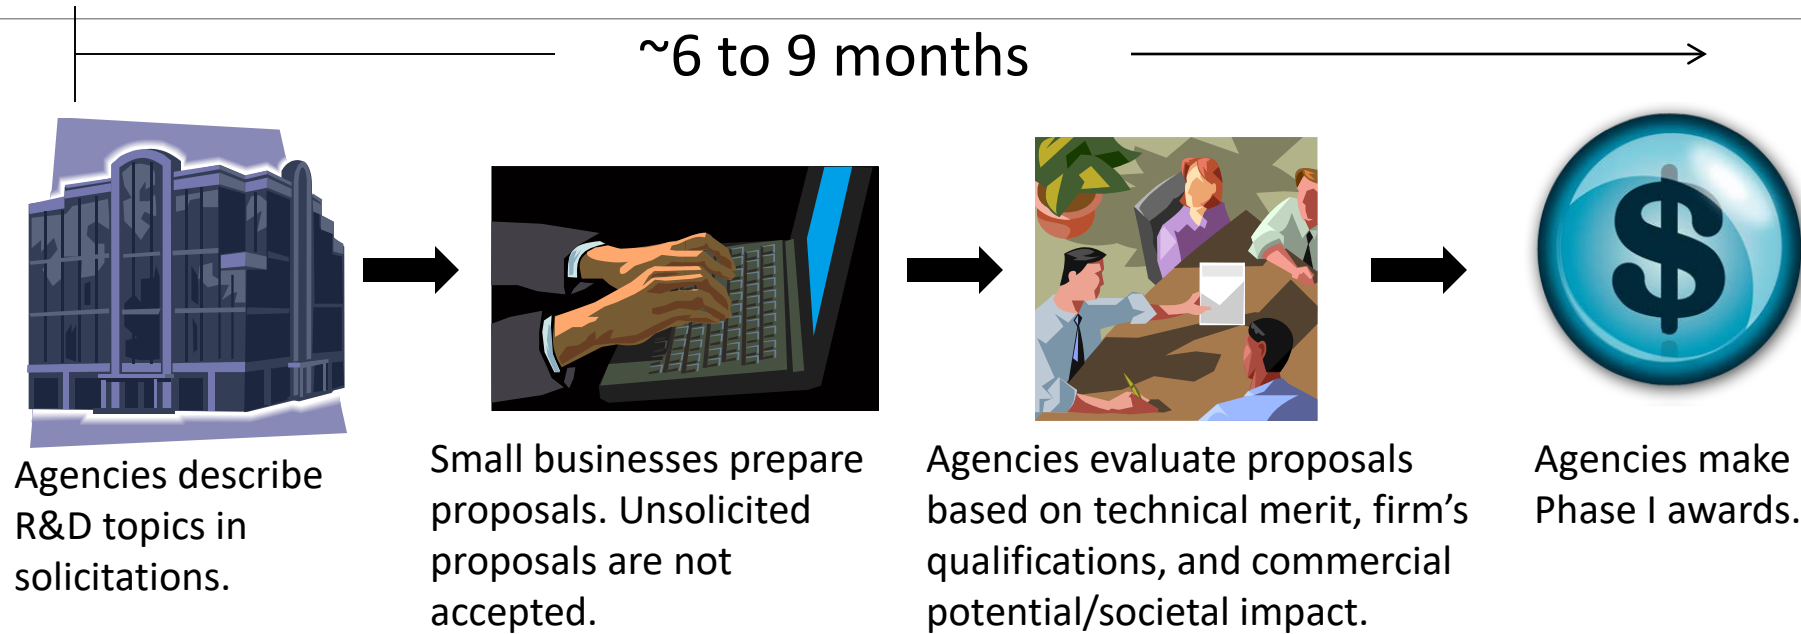 ~6 to 9 months
Agencies describe
R&D topics in
solicitations.
Small businesses prepare
proposals. Unsolicited
proposals are not
accepted.
Agencies evaluate proposals
based on technical merit, firm’s
qualifications, and commercial
potential/societal impact.
$
Agencies make
Phase I awards.